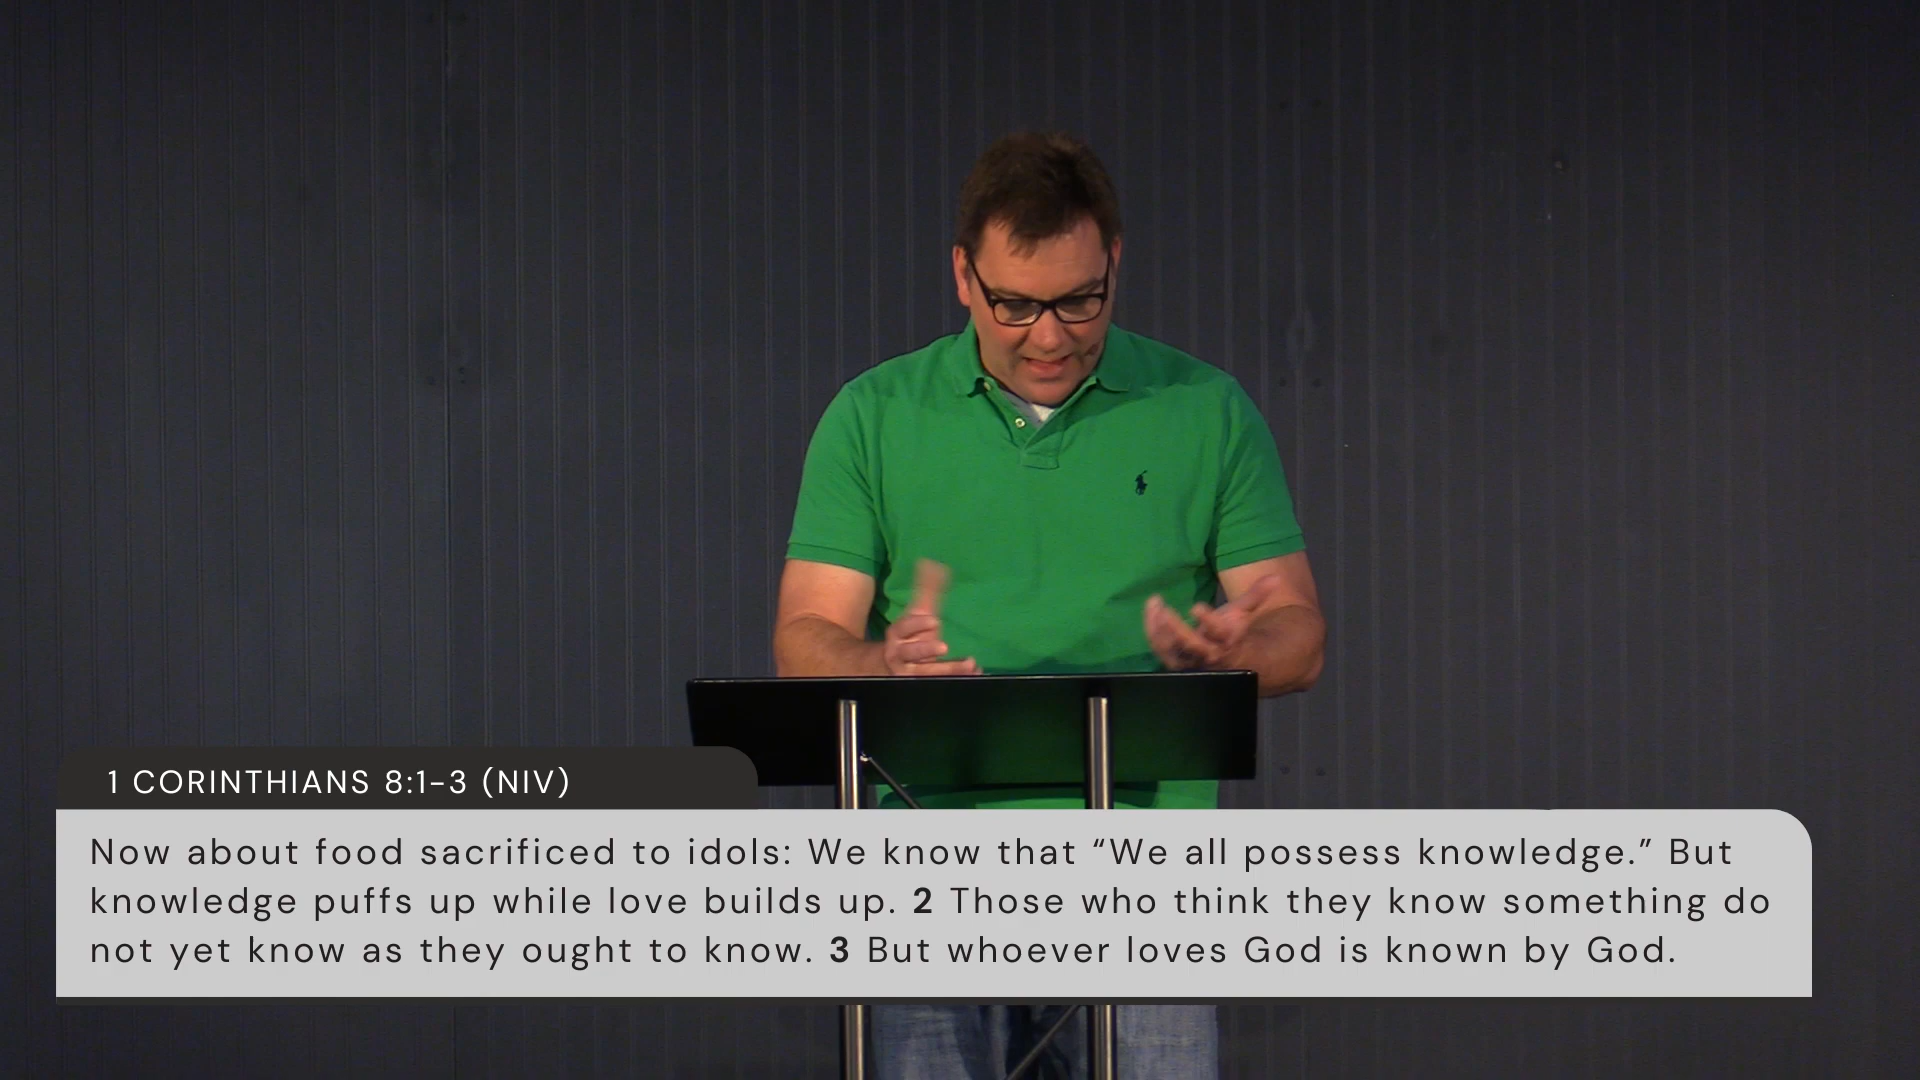 1 CORINTHIANS 8:1-3 (NIV)
Now about food sacrificed to idols: We know that “We all possess knowledge.” But
knowledge puffs up while love builds up. 2 Those who think they know something do
not yet know as they ought to know. 3 But whoever loves God is known by God.